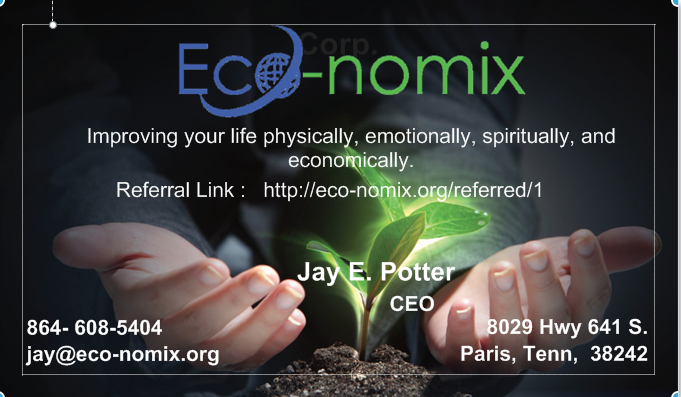 Corp.
Eco-nomix
Improving your life physically, emotionally, spiritually, and
economically.
Referral Link :   http://eco-nomix.org/referred/1
Jay E. Potter
CEO
864- 608-5404
jay@eco-nomix.org
8029 Hwy 641 S.
Paris, Tenn,  38242